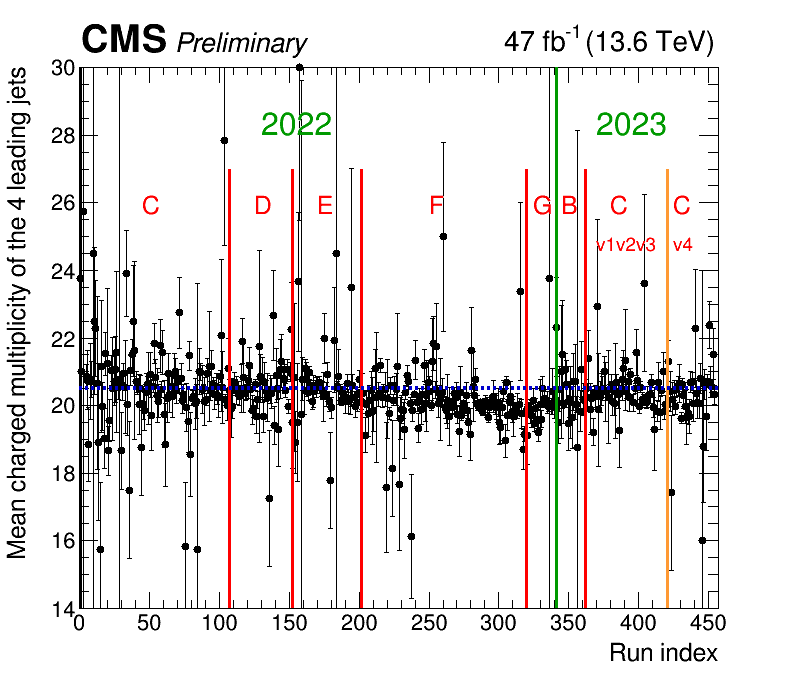 CMS Preliminary
47 fb-1 (13.6 TeV)
Mean charged multiplicity of the 4 leading jets
30
28
26
24
22
20
18
16
14
2022
2023
C
D
E
F
G
B
C
C
v1v2v3
v4
0
50
100
150
200
250
300
350
400
450
Run index